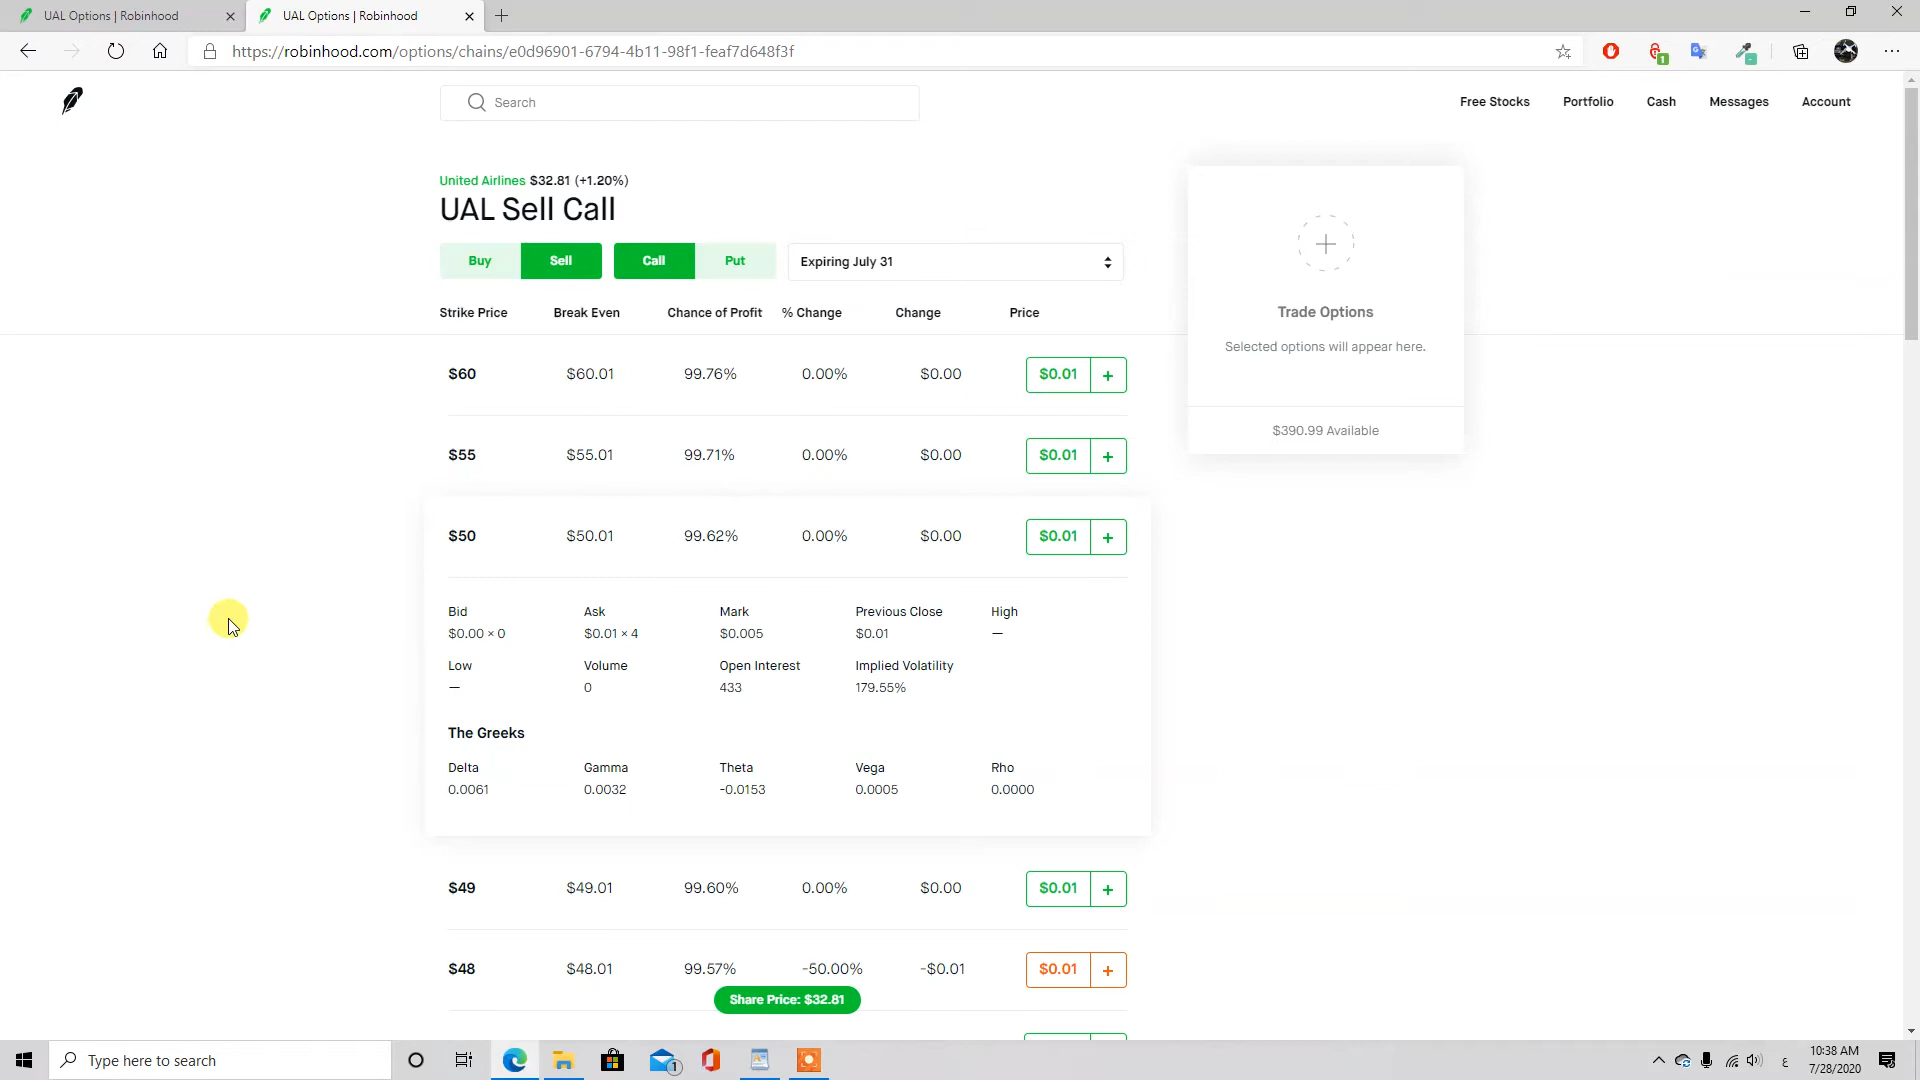 UAL Options | Robinhood
UAL Options | Robinhood
https://robinhood.com/options/chains/e0d96901-6794-4b11-98f1-feaf7d648f3f
1
Search
Free Stocks Portfolio Cash Messages Account
United Airlines $32.81 (+1.20%)
UAL Sell Call
Buy Sell Call Put Expiring July 31
Strike Price Break Even Chance of Profit % Change Change Price
$60 $60.01 99.76% 0.00% $0.00 $0.01 +
$55 $55.01 99.71% 0.00% $0.00 $0.01 +
$50 $50.01 99.62% 0.00% $0.00 $0.01 +
Bid Ask Mark Previous Close High
$0.00 × 0 $0.01 × 4 $0.005 $0.01 —
Low Volume Open Interest Implied Volatility
— 0 433 179.55%
The Greeks
Delta Gamma Theta Vega Rho
0.0061 0.0032 -0.0153 0.0005 0.0000
$49 $49.01 99.60% 0.00% $0.00 $0.01 +
$48 $48.01 99.57% -50.00% -$0.01 $0.01 +
Share Price: $32.81
Trade Options
Selected options will appear here.
$390.99 Available
Type here to search
1
ع
10:38 AM
7/28/2020